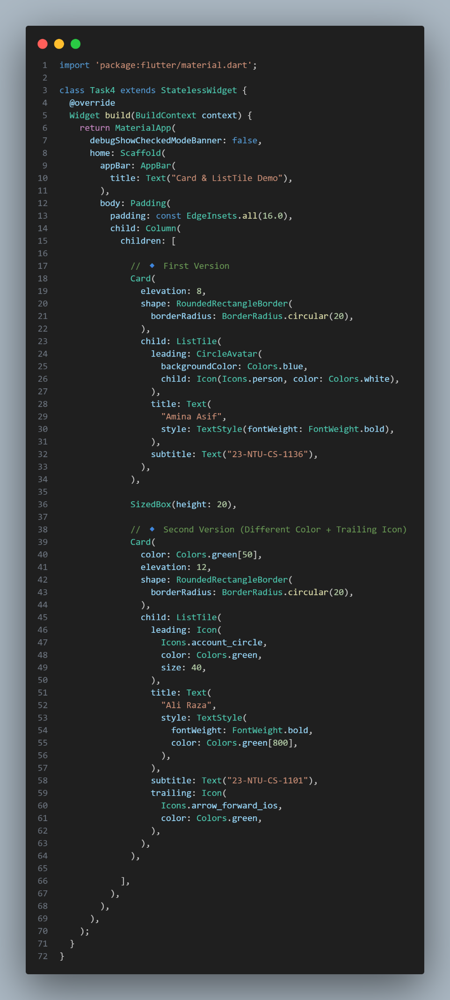 1 import 'package:flutter/material.dart';
2
3 class Task4 extends StatelessWidget {
4   @override
5   Widget build(BuildContext context) {
6     return MaterialApp(
7       debugShowCheckedModeBanner: false,
8       home: Scaffold(
9         appBar: AppBar(
10           title: Text("Card & ListTile Demo"),
11         ),
12         body: Padding(
13           padding: const EdgeInsets.all(16.0),
14           child: Column(
15             children: [
16
17               // 🔹 First Version
18               Card(
19                 elevation: 8,
20                 shape: RoundedRectangleBorder(
21                   borderRadius: BorderRadius.circular(20),
22                 ),
23                 child: ListTile(
24                   leading: CircleAvatar(
25                     backgroundColor: Colors.blue,
26                     child: Icon(Icons.person, color: Colors.white),
27                   ),
28                   title: Text(
29                     "Amina Asif",
30                     style: TextStyle(fontWeight: FontWeight.bold),
31                   ),
32                   subtitle: Text("23-NTU-CS-1136"),
33                 ),
34               ),
35
36               SizedBox(height: 20),
37
38               // 🔹 Second Version (Different Color + Trailing Icon)
39               Card(
40                 color: Colors.green[50],
41                 elevation: 12,
42                 shape: RoundedRectangleBorder(
43                   borderRadius: BorderRadius.circular(20),
44                 ),
45                 child: ListTile(
46                   leading: Icon(
47                     Icons.account_circle,
48                     color: Colors.green,
49                     size: 40,
50                   ),
51                   title: Text(
52                     "Ali Raza",
53                     style: TextStyle(
54                       fontWeight: FontWeight.bold,
55                       color: Colors.green[800],
56                     ),
57                   ),
58                   subtitle: Text("23-NTU-CS-1101"),
59                   trailing: Icon(
60                     Icons.arrow_forward_ios,
61                     color: Colors.green,
62                   ),
63                 ),
64               ),
65
66             ],
67           ),
68         ),
69       ),
70     );
71   }
72 }